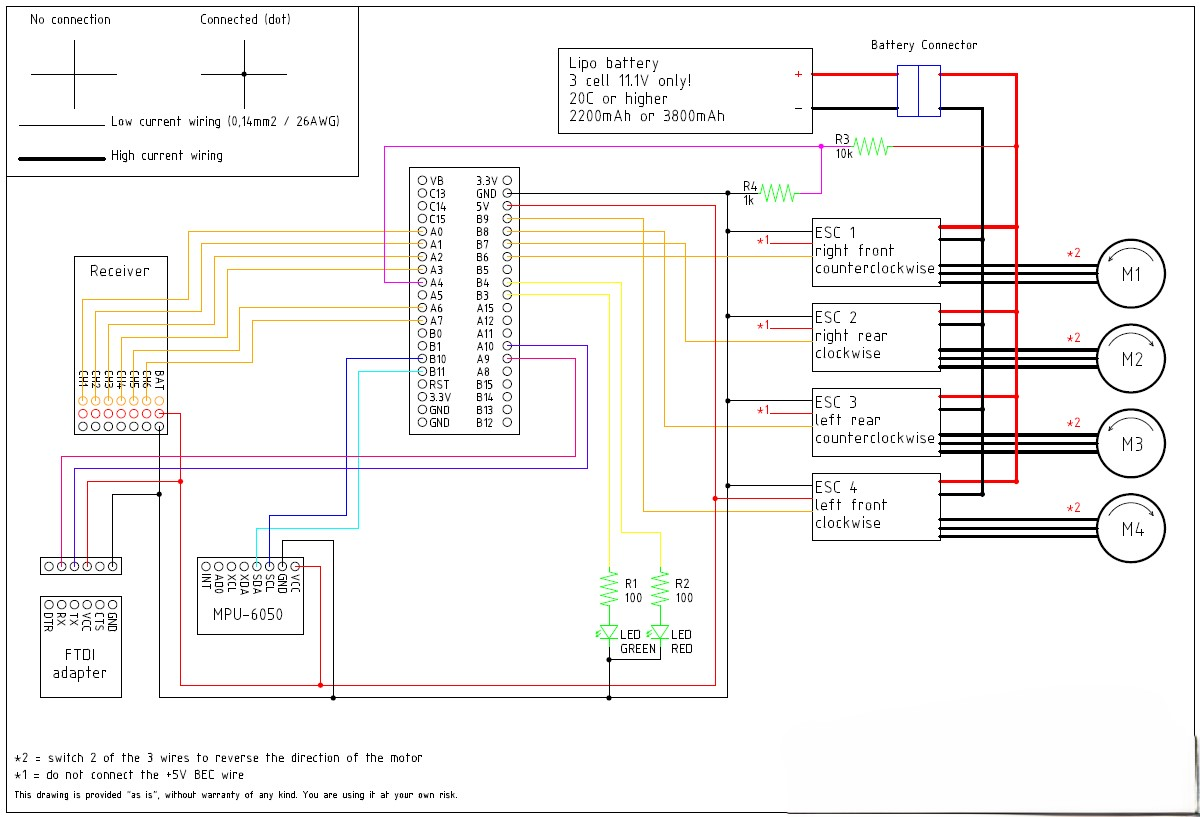 No connection
Connected (dot)
Low current wiring (0,14mm2 / 26AWG)
High current wiring
Lipo battery
3 cell 11.1V only!
20C or higher
2200mAh or 3800mAh
+
−
Battery Connector
R3
10k
R4
1k
VB
C13
C14
C15
A0
A1
A2
A3
A4
A5
A6
A7
B0
B1
B10
B11
RST
3.3V
GND
GND
3.3V
GND
5V
B9
B8
B7
B6
B5
B4
B3
A15
A12
A11
A10
A9
A8
B15
B14
B13
B12
Receiver
CH1
CH2
CH3
CH4
CH5
CH6
BAT
ESC 1
right front
counterclockwise
*1
*2
M1
ESC 2
right rear
clockwise
*1
*2
M2
ESC 3
left rear
counterclockwise
*1
*2
M3
ESC 4
left front
clockwise
*2
M4
DTR
RX
TX
VCC
CTS
GND
FTDI
adapter
INT
AD0
XCL
XDA
SDA
SCL
GND
VCC
MPU-6050
R1
100
R2
100
LED
GREEN
LED
RED
*2 = switch 2 of the 3 wires to reverse the direction of the motor
*1 = do not connect the +5V BEC wire
This drawing is provided "as is", without warranty of any kind. You are using it at your own risk.